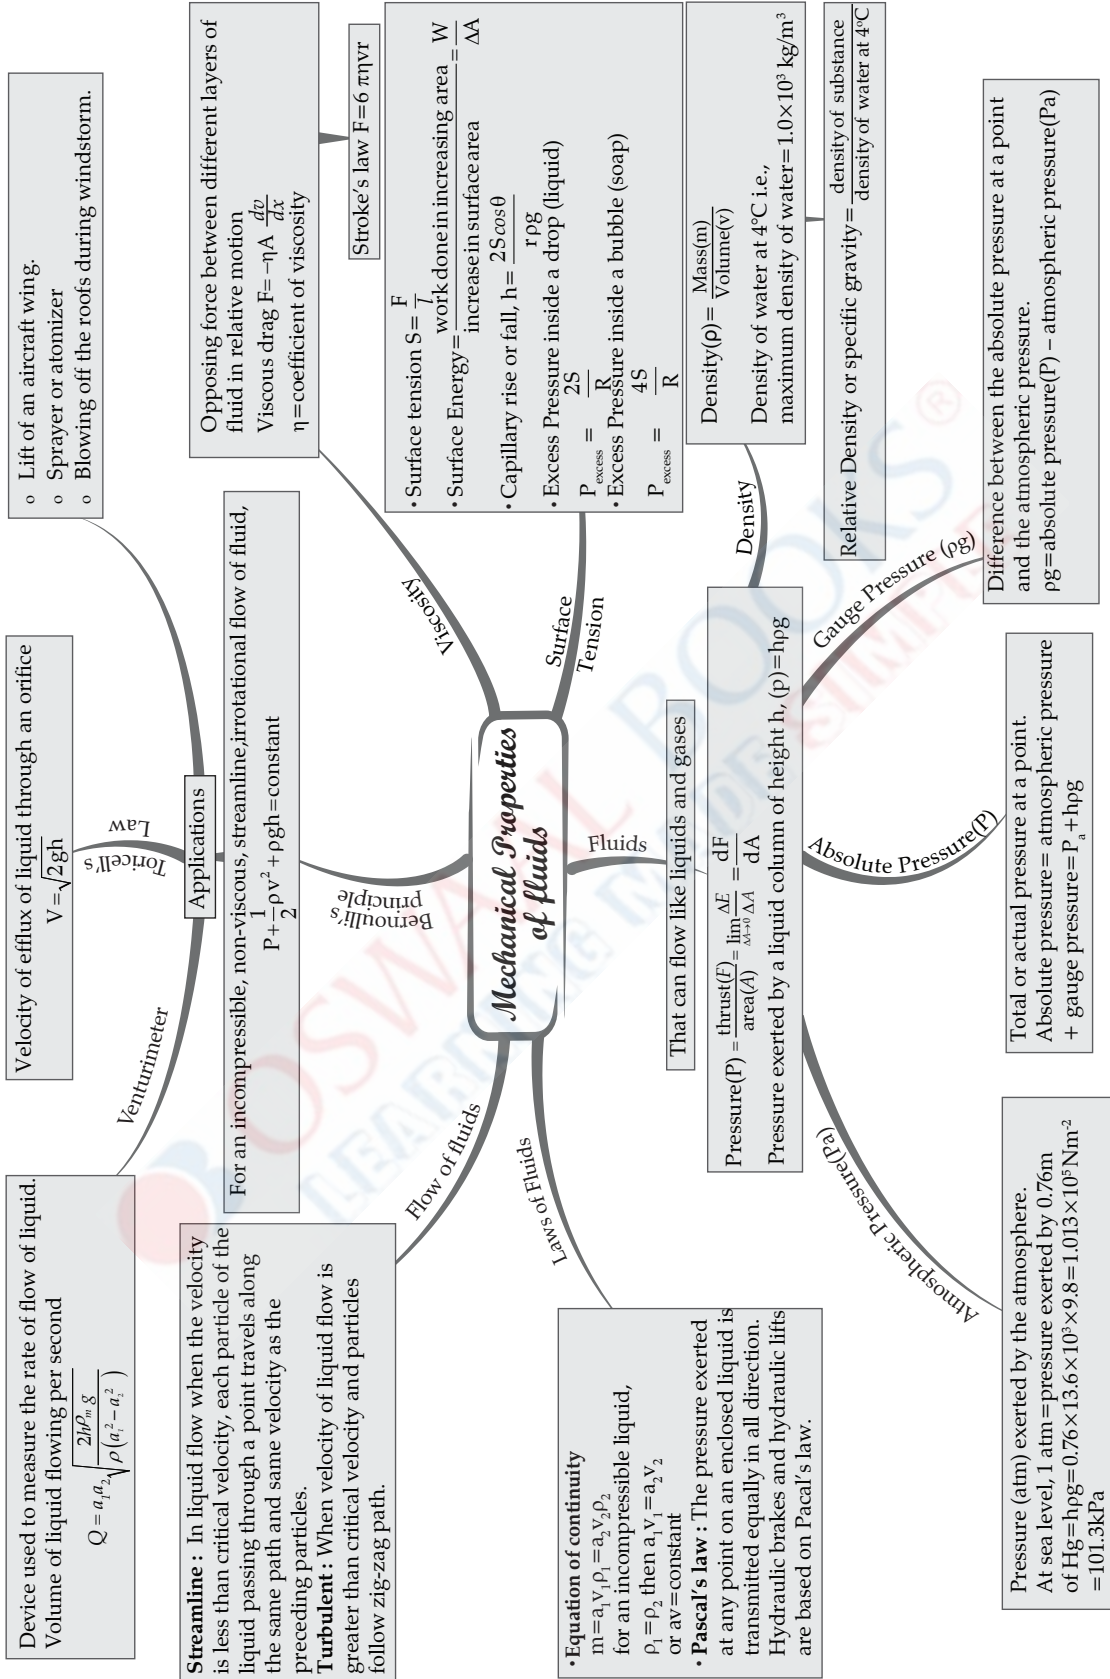 Mechanical Properties
of fluids
Flow of fluids
Streamline : In liquid flow when the velocity
is less than critical velocity, each particle of the
liquid passing through a point travels along
the same path and same velocity as the
preceding particles.
Turbulent : When velocity of liquid flow is
greater than critical velocity and particles
follow zig-zag path.
Laws of Fluids
• Equation of continuity
m=a₁v₁ρ₁=a₂v₂ρ₂
for an incompressible liquid,
ρ₁=ρ₂ then a₁v₁=a₂v₂
or av=constant
• Pascal's law : The pressure exerted
at any point on an enclosed liquid is
transmitted equally in all direction.
Hydraulic brakes and hydraulic lifts
are based on Pacal's law.
Bernoulli's
principle
For an incompressible, non-viscous, streamline,irrotational flow of fluid,
P+1/2ρv²+ρgh=constant
Applications
Venturimeter
Device used to measure the rate of flow of liquid.
Volume of liquid flowing per second
Q = a₁a₂√(2hρₘg / ρ(a₁² − a₂²))
Toricell's
Law
Velocity of efflux of liquid through an orifice
V=√2gh
o Lift of an aircraft wing.
o Sprayer or atomizer
o Blowing off the roofs during windstorm.
Viscosity
Opposing force between different layers of
fluid in relative motion
Viscous drag F=−ηA dv/dx
η=coefficient of viscosity
Stroke's law F=6 πηvr
Surface
Tension
• Surface tension S= F/l
• Surface Energy= work done in increasing area/increase in surface area = W/ΔA
• Capillary rise or fall, h= 2Scosθ/rρg
• Excess Pressure inside a drop (liquid)
P excess = 2S/R
• Excess Pressure inside a bubble (soap)
P excess = 4S/R
Fluids
That can flow like liquids and gases
Pressure(P) = thrust(F)/area(A) = lim ΔA→0 ΔE/ΔA = dF/dA
Pressure exerted by a liquid column of height h, (p)=hρg
Density
Density(ρ)= Mass(m)/Volume(v)
Density of water at 4°C i.e.,
maximum density of water=1.0×10³ kg/m³
Relative Density or specific gravity= density of substance/density of water at 4°C
Gauge Pressure (ρg)
Difference between the absolute pressure at a point
and the atmospheric pressure.
ρg=absolute pressure(P) − atmospheric pressure(Pa)
Absolute Pressure(P)
Total or actual pressure at a point.
Absolute pressure= atmospheric pressure
+ gauge pressure=Pₐ+hρg
Atmospheric Pressure(Pa)
Pressure (atm) exerted by the atmosphere.
At sea level, 1 atm=pressure exerted by 0.76m
of Hg=hρg=0.76×13.6×10³×9.8=1.013×10⁵Nm⁻²
=101.3kPa
OSWAAL BOOKS®
LEARNING MADE SIMPLE